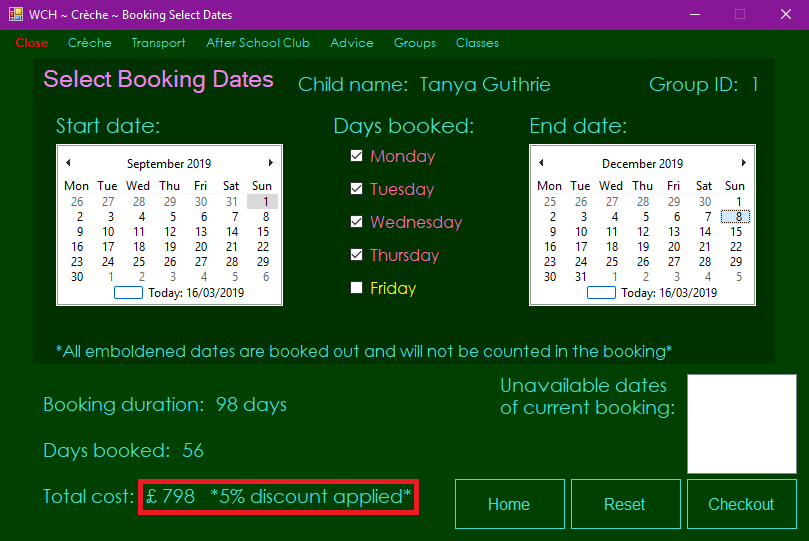 WCH ~ Crèche ~ Booking Select Dates
Close Crèche Transport After School Club Advice Groups Classes
Select Booking Dates Child name: Tanya Guthrie Group ID: 1
Start date: Days booked: End date:
September 2019
Mon Tue Wed Thu Fri Sat Sun
26 27 28 29 30 31 1
2 3 4 5 6 7 8
9 10 11 12 13 14 15
16 17 18 19 20 21 22
23 24 25 26 27 28 29
30 1 2 3 4 5 6
Today: 16/03/2019
Monday
Tuesday
Wednesday
Thursday
Friday
December 2019
Mon Tue Wed Thu Fri Sat Sun
25 26 27 28 29 30 1
2 3 4 5 6 7 8
9 10 11 12 13 14 15
16 17 18 19 20 21 22
23 24 25 26 27 28 29
30 31 1 2 3 4 5
Today: 16/03/2019
*All emboldened dates are booked out and will not be counted in the booking*
Booking duration: 98 days
Unavailable dates
of current booking:
Days booked: 56
Total cost: £ 798 *5% discount applied*
Home Reset Checkout